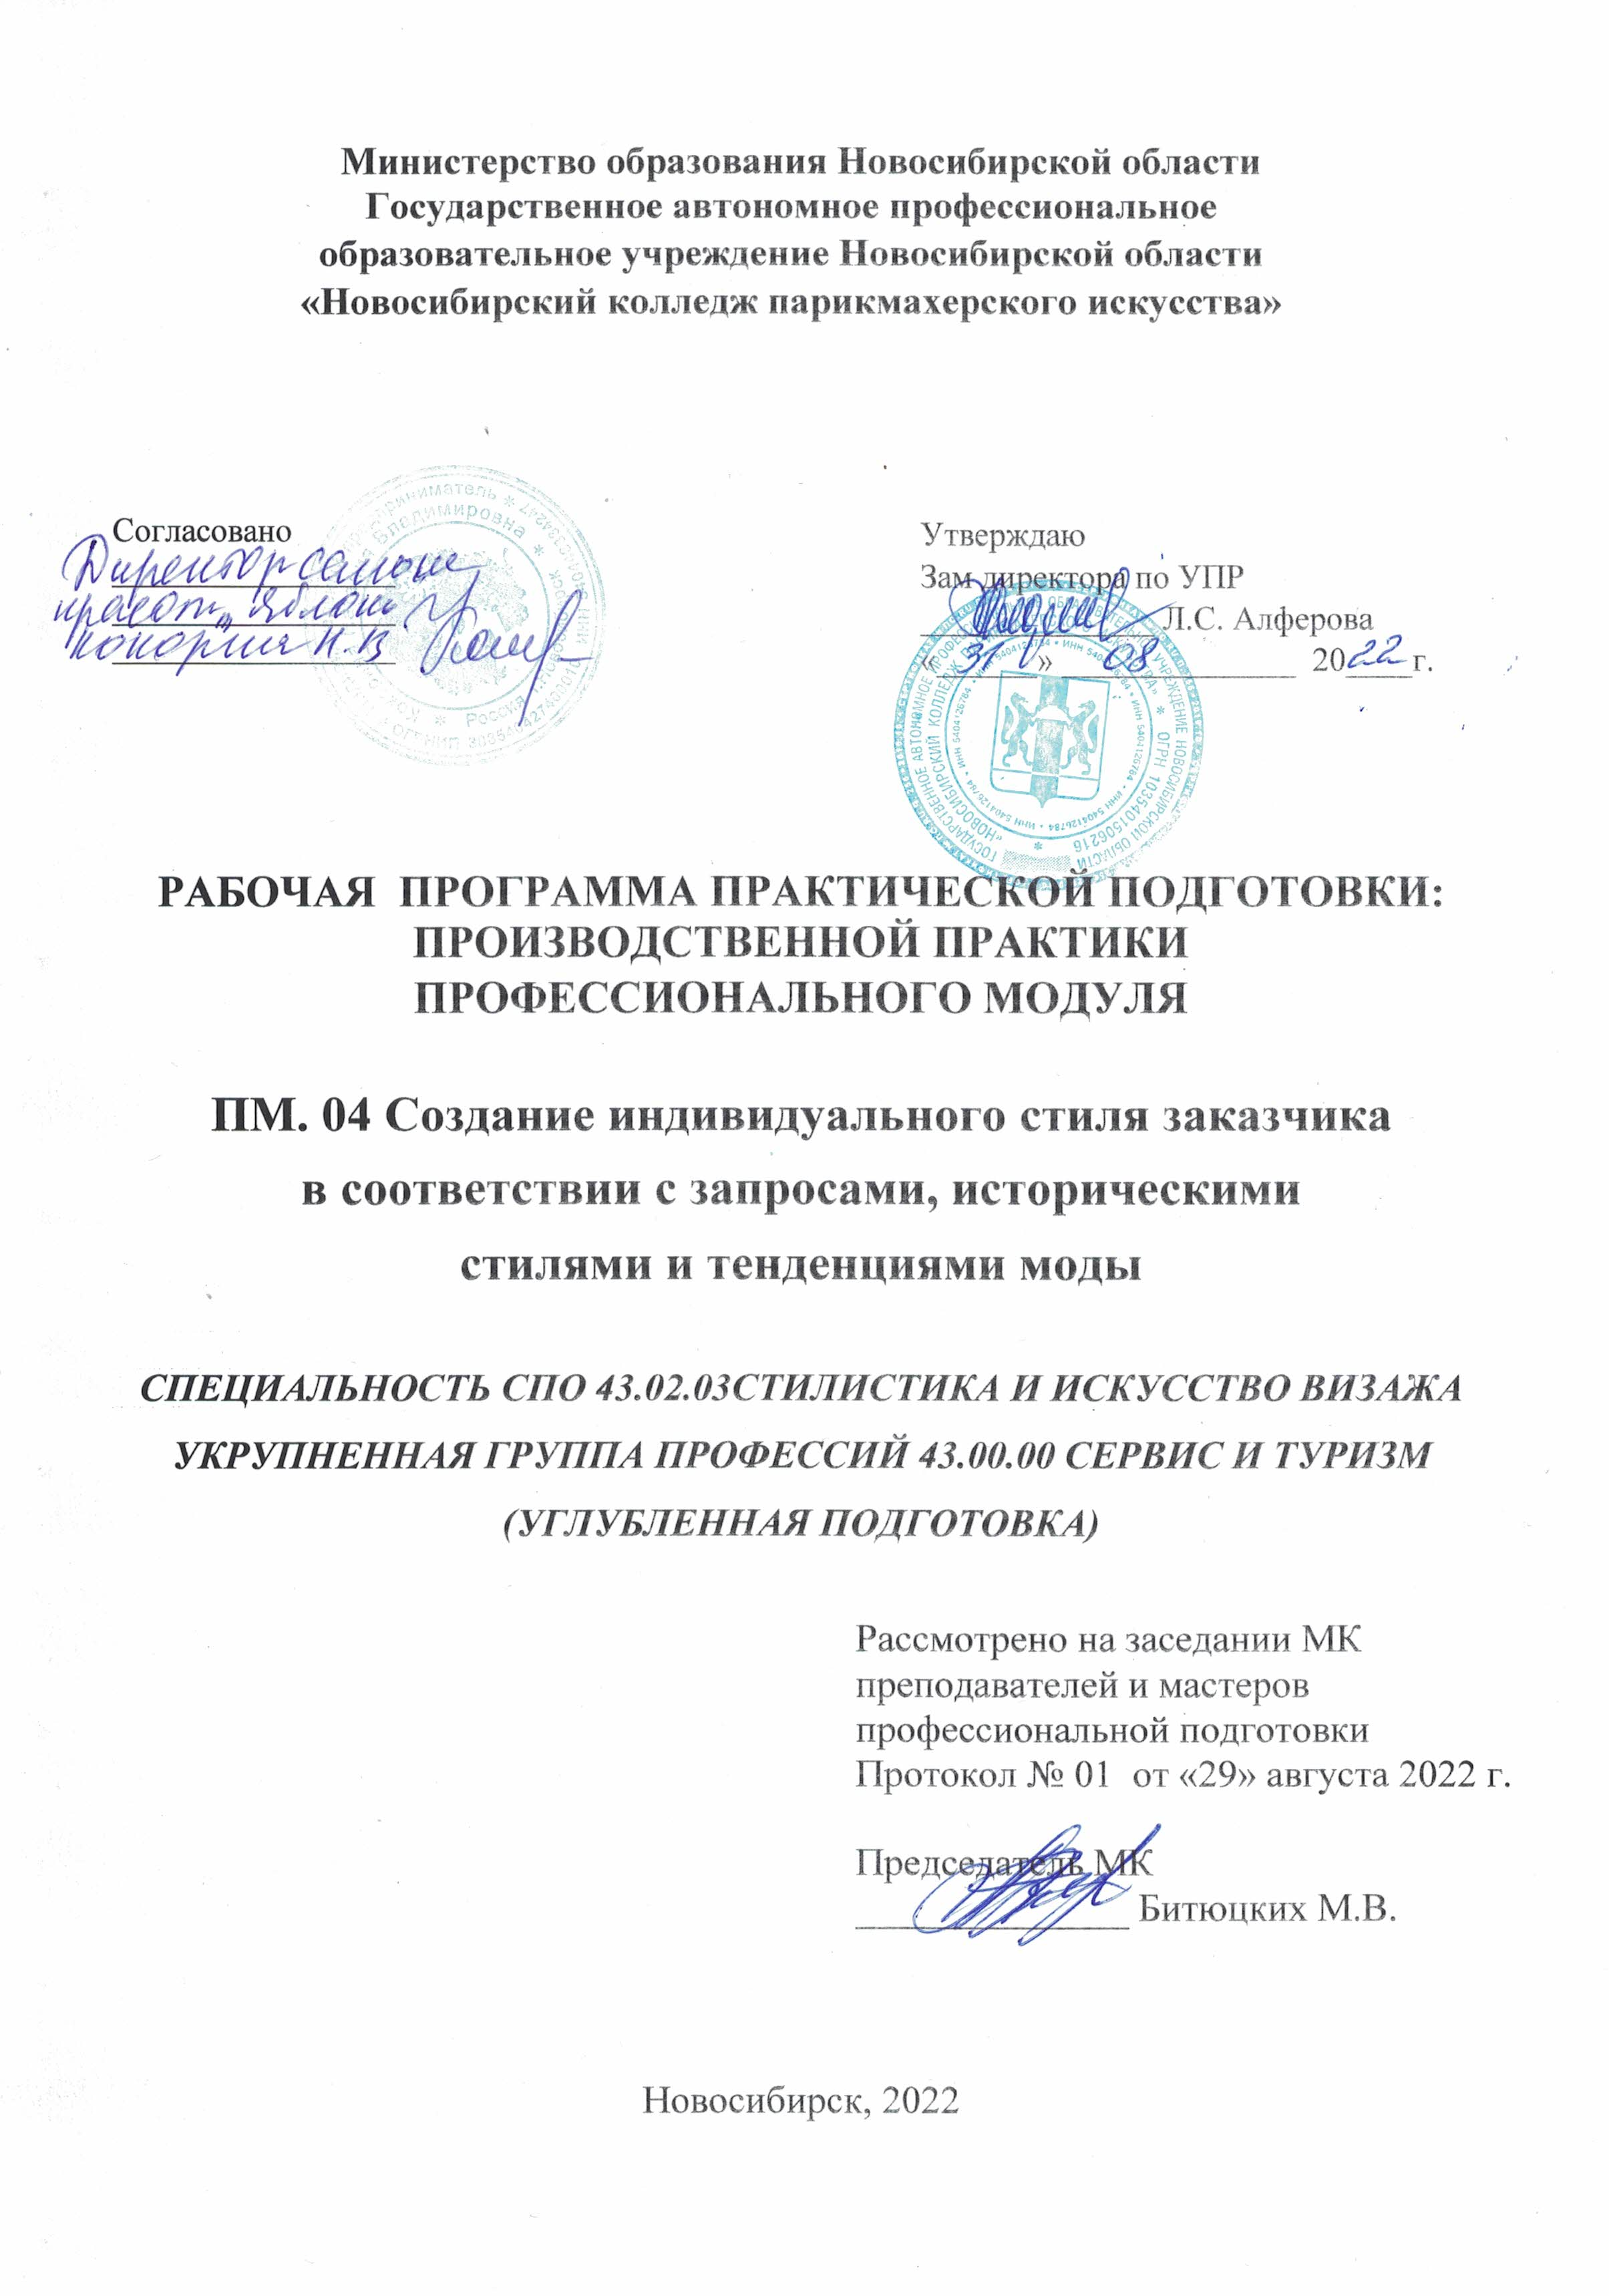 Министерство образования Новосибирской области
Государственное автономное профессиональное
образовательное учреждение Новосибирской области
«Новосибирский колледж парикмахерского искусства»
Согласовано
Директор салона
красоты „Яблоко"
Н.В
Утверждаю
Зам директора по УПР
Л.С. Алферова
«31» 08 2022 г.
РАБОЧАЯ ПРОГРАММА ПРАКТИЧЕСКОЙ ПОДГОТОВКИ:
ПРОИЗВОДСТВЕННОЙ ПРАКТИКИ
ПРОФЕССИОНАЛЬНОГО МОДУЛЯ
ПМ. 04 Создание индивидуального стиля заказчика
в соответствии с запросами, историческими
стилями и тенденциями моды
СПЕЦИАЛЬНОСТЬ СПО 43.02.03СТИЛИСТИКА И ИСКУССТВО ВИЗАЖА
УКРУПНЕННАЯ ГРУППА ПРОФЕССИЙ 43.00.00 СЕРВИС И ТУРИЗМ
(УГЛУБЛЕННАЯ ПОДГОТОВКА)
Рассмотрено на заседании МК
преподавателей и мастеров
профессиональной подготовки
Протокол № 01 от «29» августа 2022 г.
Председатель МК
Битюцких М.В.
Новосибирск, 2022